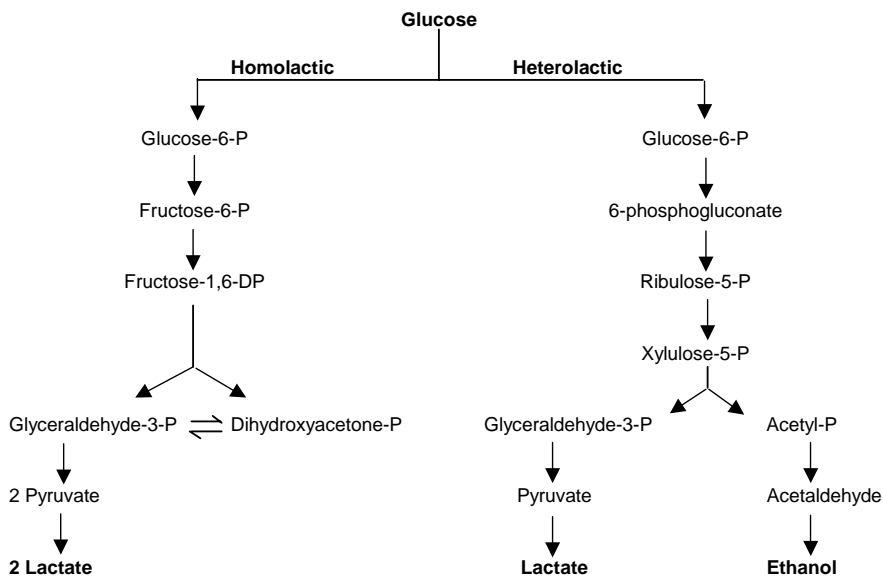 Glucose
Homolactic Heterolactic
Glucose-6-P Glucose-6-P
Fructose-6-P 6-phosphogluconate
Fructose-1,6-DP Ribulose-5-P
Xylulose-5-P
Glyceraldehyde-3-P Dihydroxyacetone-P Glyceraldehyde-3-P Acetyl-P
2 Pyruvate Pyruvate Acetaldehyde
2 Lactate Lactate Ethanol